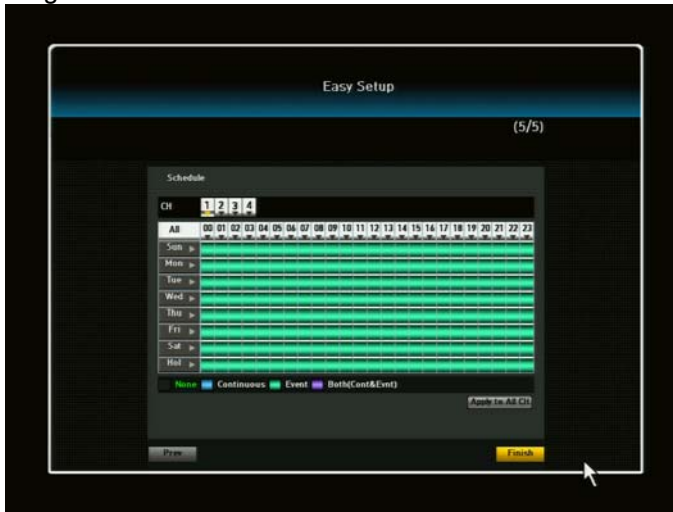 Easy Setup
(5/5)
Schedule
CH 1 2 3 4
All 00 01 02 03 04 05 06 07 08 09 10 11 12 13 14 15 16 17 18 19 20 21 22 23
Sun
Mon
Tue
Wed
Thu
Fri
Sat
Hol
None Continuous Event Both(Cont&Evnt)
Apply to All CH
Prev Finish